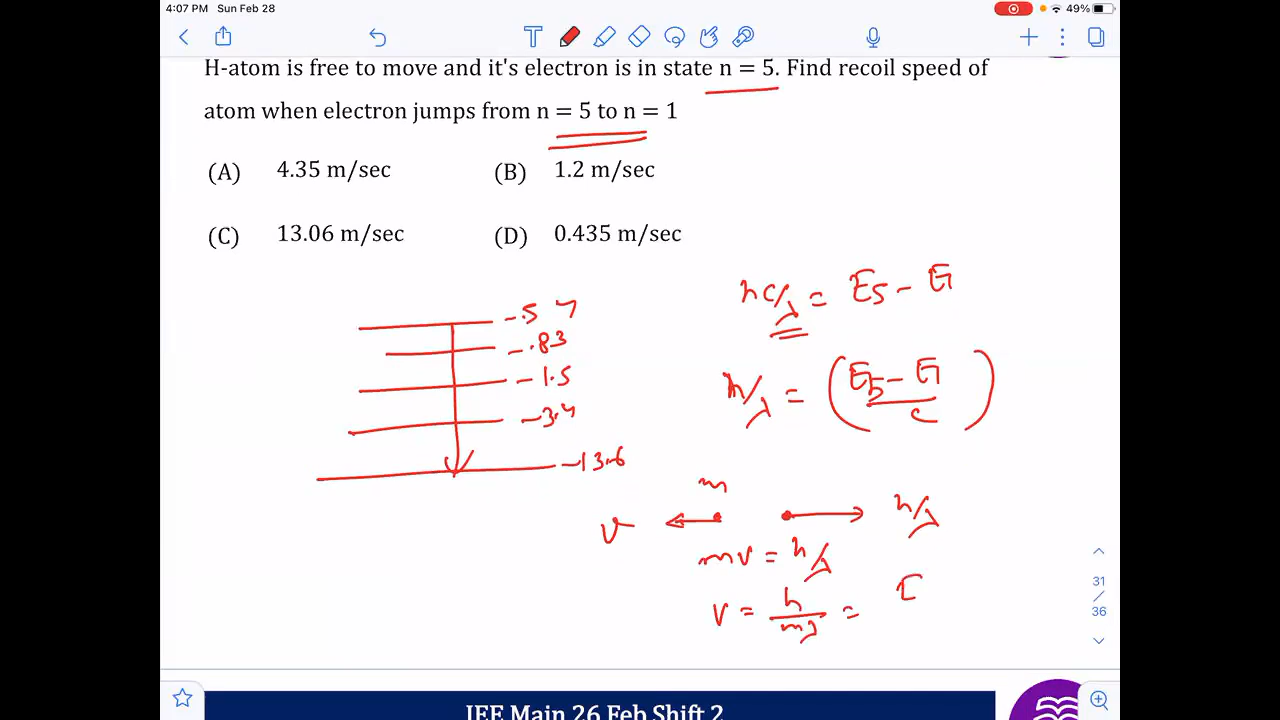 4:07 PM Sun Feb 28
49%
H-atom is free to move and it's electron is in state n = 5. Find recoil speed of
atom when electron jumps from n = 5 to n = 1
(A) 4.35 m/sec (B) 1.2 m/sec
(C) 13.06 m/sec (D) 0.435 m/sec
hc/λ = E5 - E1
-.54
-.83
-1.5
-3.4
-13.6
h/λ = (E5 - E1 / c)
m
v h/λ
mv = h/λ
v = h/mλ = E
31
/
36
JEE Main 26 Feb Shift 2